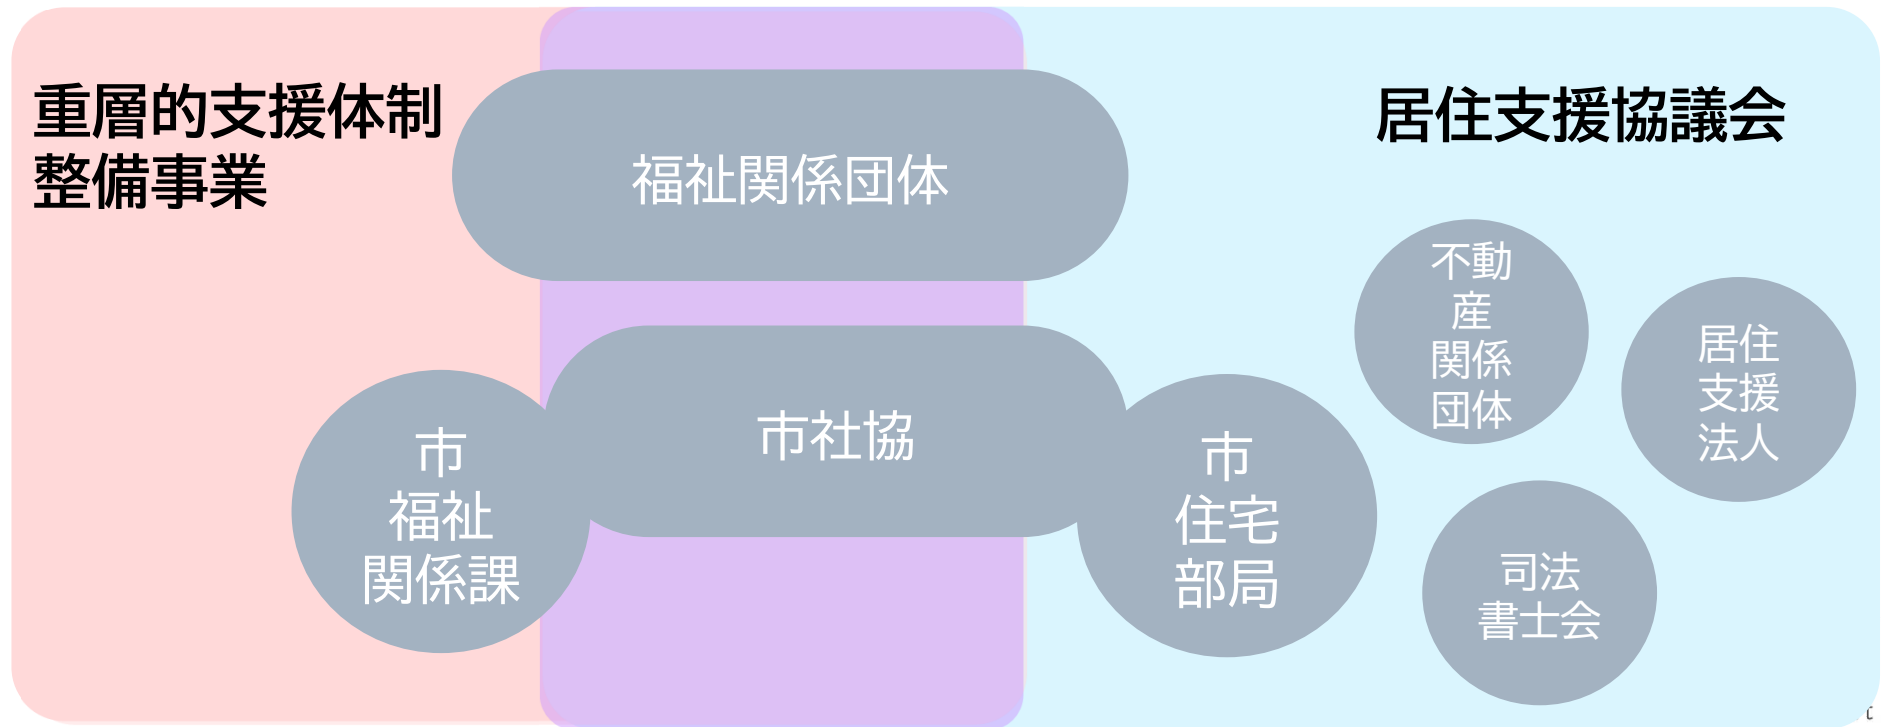 重層的支援体制
整備事業
居住支援協議会
福祉関係団体
市社協
市
福祉
関係課
市
住宅
部局
不動
産
関係
団体
居住
支援
法人
司法
書士会